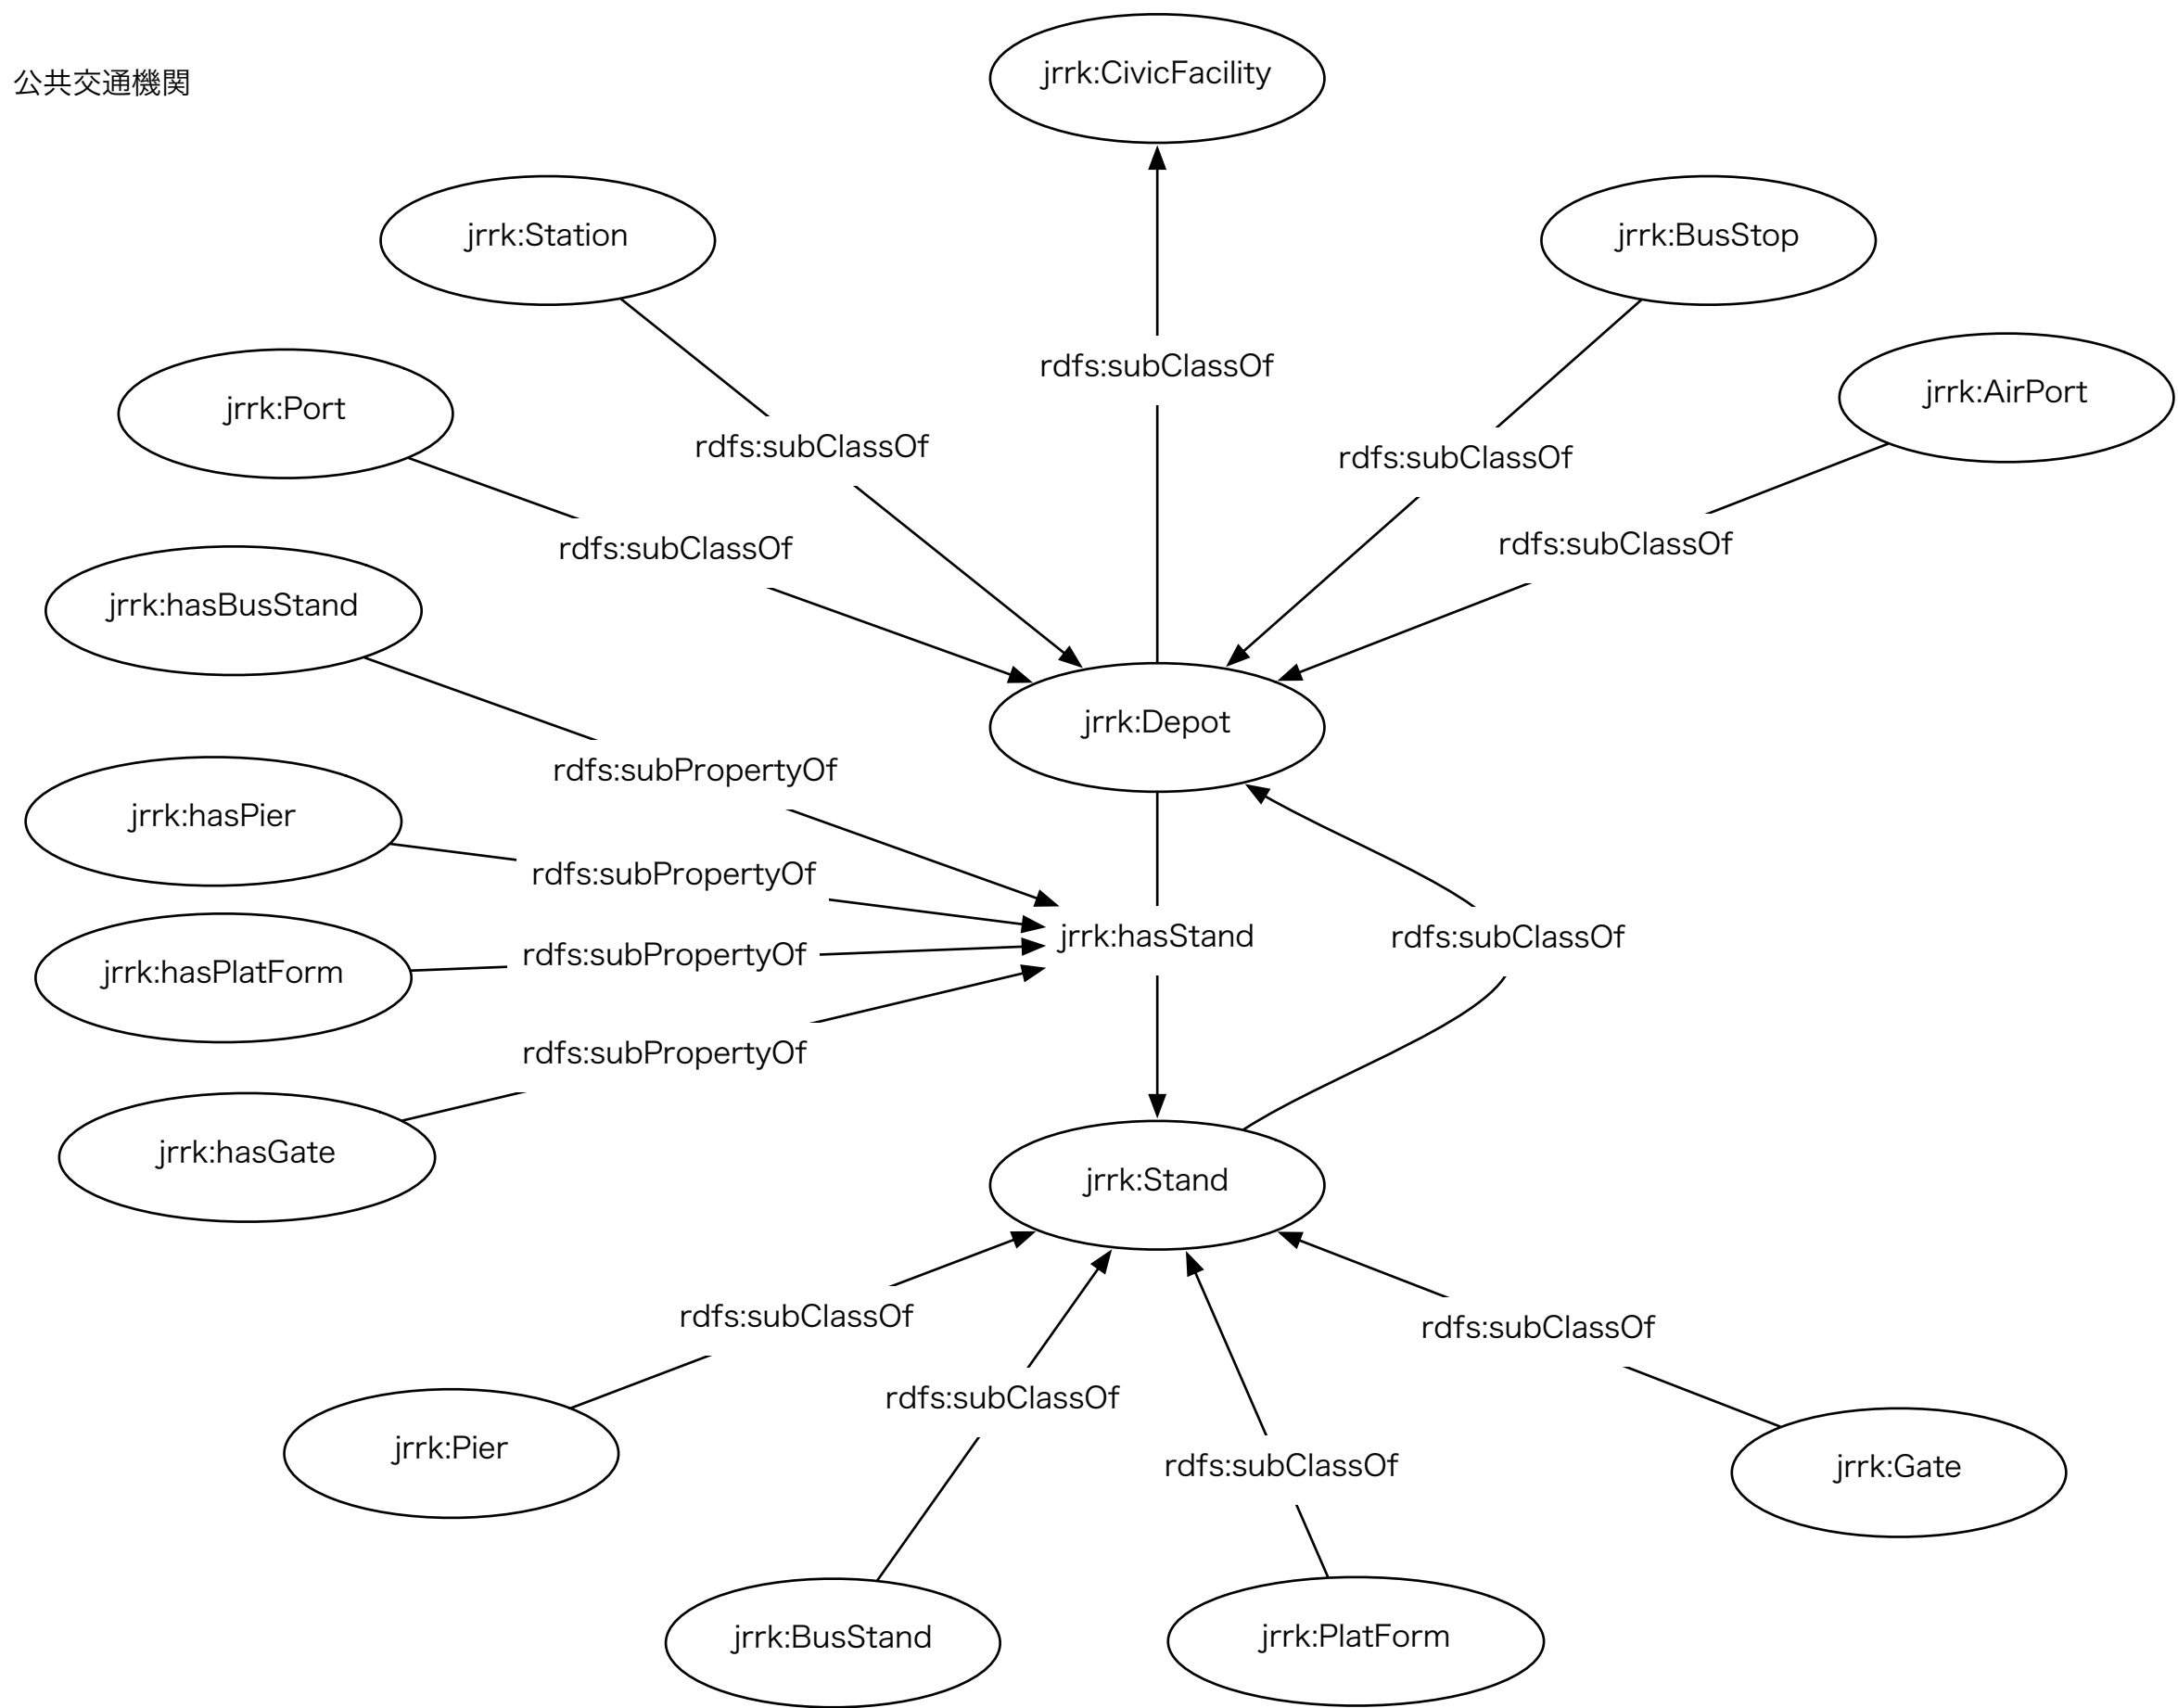 公共交通機関
jrrk:CivicFacility
jrrk:Station
jrrk:BusStop
rdfs:subClassOf
jrrk:AirPort
jrrk:Port
rdfs:subClassOf
rdfs:subClassOf
rdfs:subClassOf
rdfs:subClassOf
jrrk:hasBusStand
jrrk:Depot
rdfs:subPropertyOf
jrrk:hasPier
rdfs:subPropertyOf
jrrk:hasStand
rdfs:subClassOf
rdfs:subPropertyOf
jrrk:hasPlatForm
rdfs:subPropertyOf
jrrk:hasGate
jrrk:Stand
rdfs:subClassOf
rdfs:subClassOf
rdfs:subClassOf
jrrk:Pier
rdfs:subClassOf
jrrk:Gate
jrrk:BusStand
jrrk:PlatForm